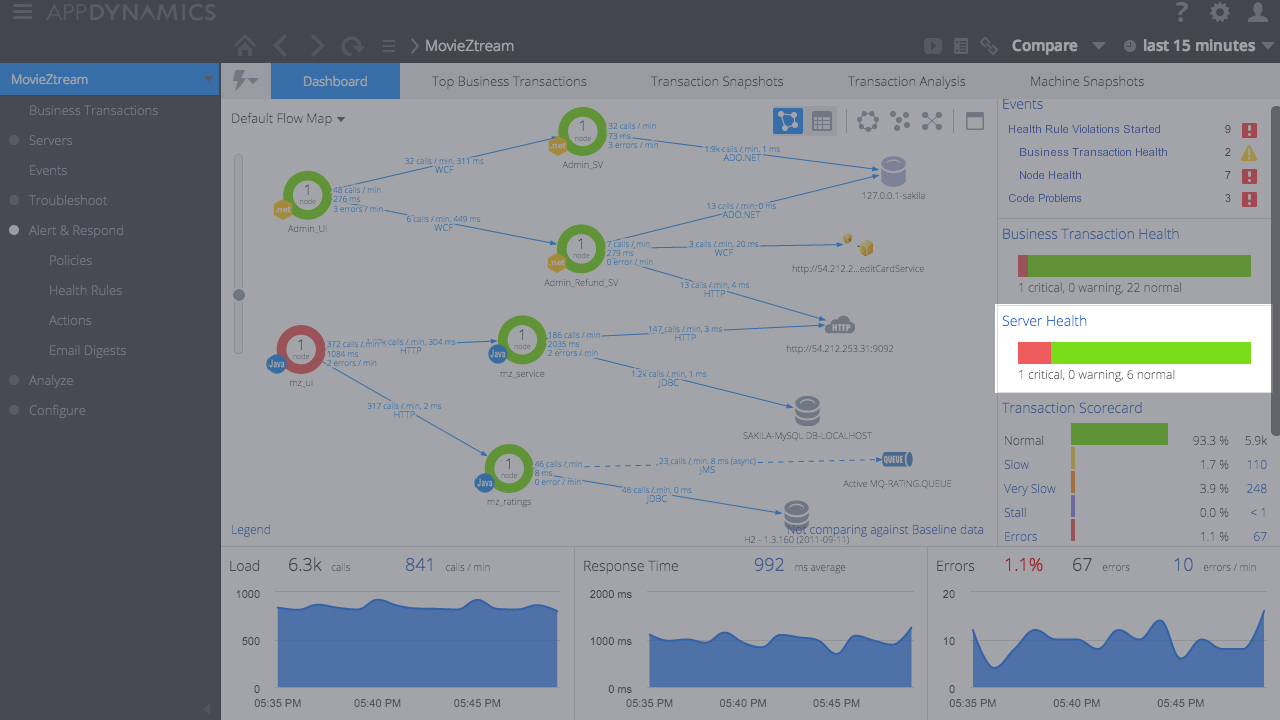 APPDYNAMICS
?
MovieZtream
Compare
last 15 minutes
MovieZtream
Business Transactions
Servers
Events
Troubleshoot
Alert & Respond
Policies
Health Rules
Actions
Email Digests
Analyze
Configure
Dashboard
Top Business Transactions
Transaction Snapshots
Transaction Analysis
Machine Snapshots
Default Flow Map
1
node
.net
Admin_SV
32 calls / min
73 ms
3 errors / min
1.9k calls / min, 1 ms
ADO.NET
127.0.0.1-sakila
32 calls / min, 311 ms
WCF
1
node
.net
Admin_UI
48 calls / min
276 ms
3 errors / min
6 calls / min, 449 ms
WCF
13 calls / min, 0 ms
ADO.NET
1
node
.net
Admin_Refund_SV
7 calls / min
279 ms
0 error / min
3 calls / min, 20 ms
WCF
http://54.212.2...editCardService
13 calls / min, 4 ms
HTTP
HTTP
http://54.212.253.31:9092
1
node
Java
mz_ui
372 calls / min
1084 ms
2 errors / min
calls / min, 304 ms
HTTP
1
node
Java
mz_service
186 calls / min
2035 ms
2 errors / min
147 calls / min, 3 ms
HTTP
1.2k calls / min, 1 ms
JDBC
SAKILA-MySQL DB-LOCALHOST
317 calls / min, 2 ms
HTTP
1
node
Java
mz_ratings
46 calls / min
8 ms
0 error / min
23 calls / min, 8 ms (async)
JMS
QUEUE
Active MQ-RATING.QUEUE
46 calls / min, 0 ms
JDBC
H2 - 1.3.160 (2011-09-11)
Legend
Not comparing against Baseline data
Events
Health Rule Violations Started 9
Business Transaction Health 2
Node Health 7
Code Problems 3
Business Transaction Health
1 critical, 0 warning, 22 normal
Server Health
1 critical, 0 warning, 6 normal
Transaction Scorecard
Normal 93.3 % 5.9k
Slow 1.7 % 110
Very Slow 3.9 % 248
Stall 0.0 % < 1
Errors 1.1 % 67
Load 6.3k calls 841 calls / min
1000
500
0
05:35 PM 05:40 PM 05:45 PM
Response Time 992 ms average
2000 ms
1000 ms
0 ms
05:35 PM 05:40 PM 05:45 PM
Errors 1.1% 67 errors 10 errors / min
20
10
0
05:35 PM 05:40 PM 05:45 PM